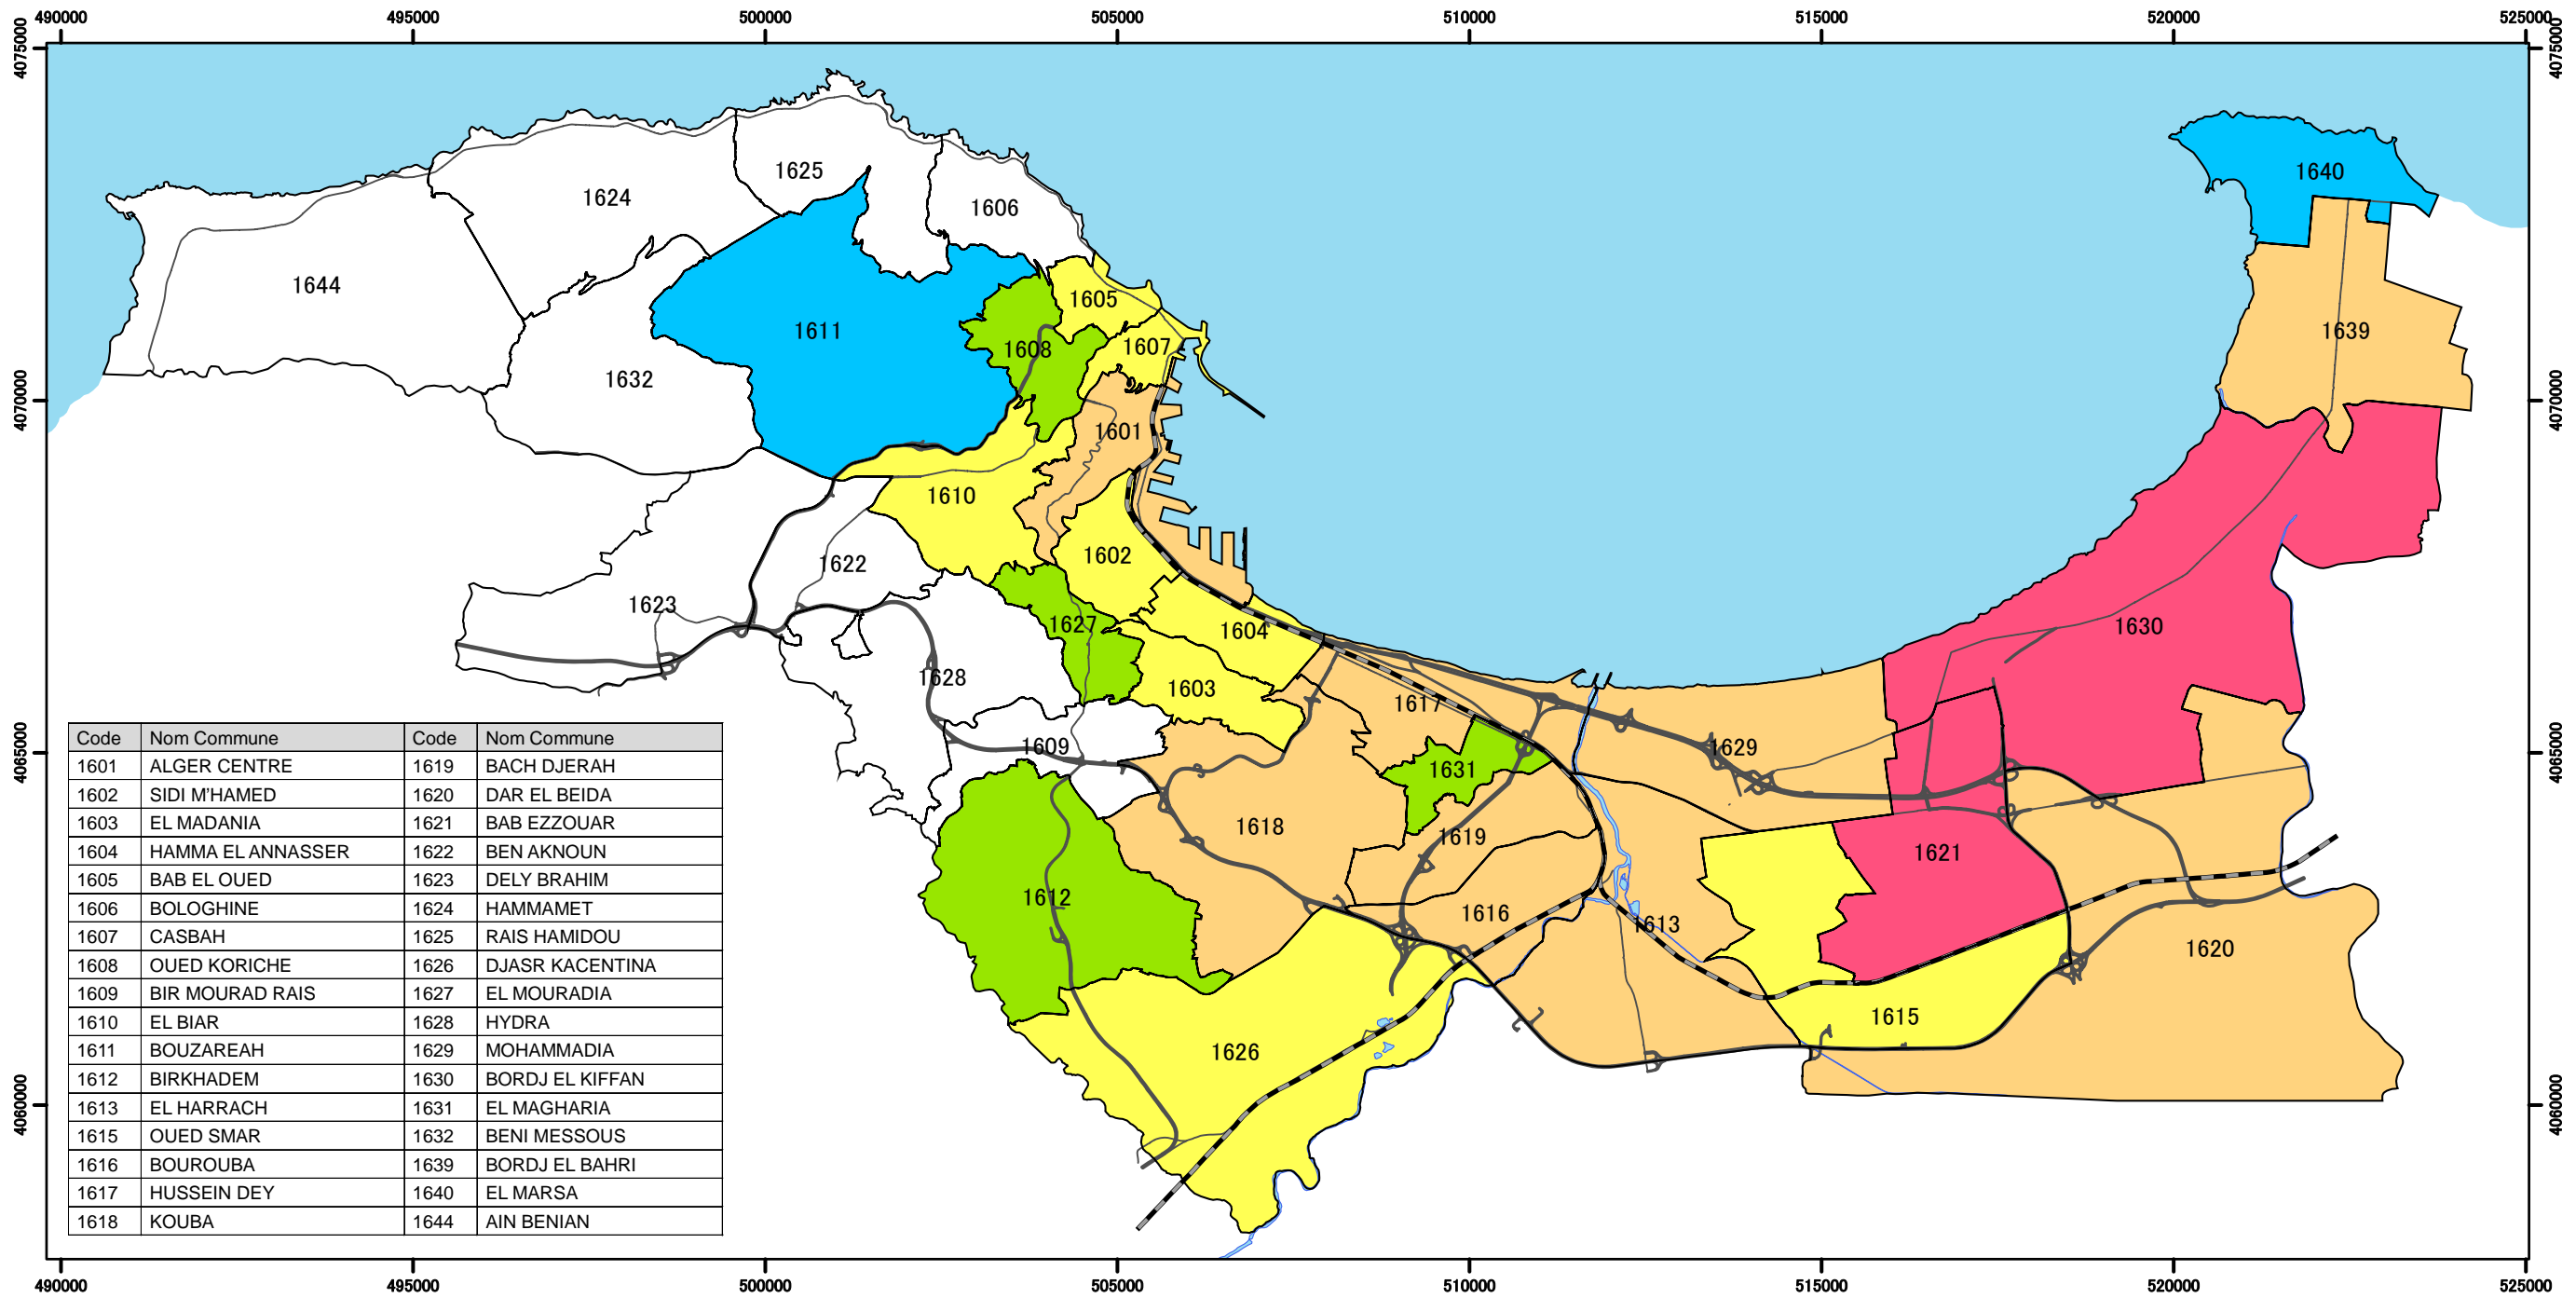 490000 495000 500000 505000 510000 515000 520000 525000
4075000 4075000
1640
1625
1624
1606
1644
1605
1611
1639
1607
1608
1632
4070000 4070000
1601
1610
1602
1622
1623
1627
1630
1604
1628
1603
1617
1609
1629
4065000 4065000
1631
1618
1619
1621
1612
1616
1613
1620
1615
1626
4060000 4060000
Code Nom Commune Code Nom Commune
1601 ALGER CENTRE 1619 BACH DJERAH
1602 SIDI M'HAMED 1620 DAR EL BEIDA
1603 EL MADANIA 1621 BAB EZZOUAR
1604 HAMMA EL ANNASSER 1622 BEN AKNOUN
1605 BAB EL OUED 1623 DELY BRAHIM
1606 BOLOGHINE 1624 HAMMAMET
1607 CASBAH 1625 RAIS HAMIDOU
1608 OUED KORICHE 1626 DJASR KACENTINA
1609 BIR MOURAD RAIS 1627 EL MOURADIA
1610 EL BIAR 1628 HYDRA
1611 BOUZAREAH 1629 MOHAMMADIA
1612 BIRKHADEM 1630 BORDJ EL KIFFAN
1613 EL HARRACH 1631 EL MAGHARIA
1615 OUED SMAR 1632 BENI MESSOUS
1616 BOUROUBA 1639 BORDJ EL BAHRI
1617 HUSSEIN DEY 1640 EL MARSA
1618 KOUBA 1644 AIN BENIAN
490000 495000 500000 505000 510000 515000 520000 525000